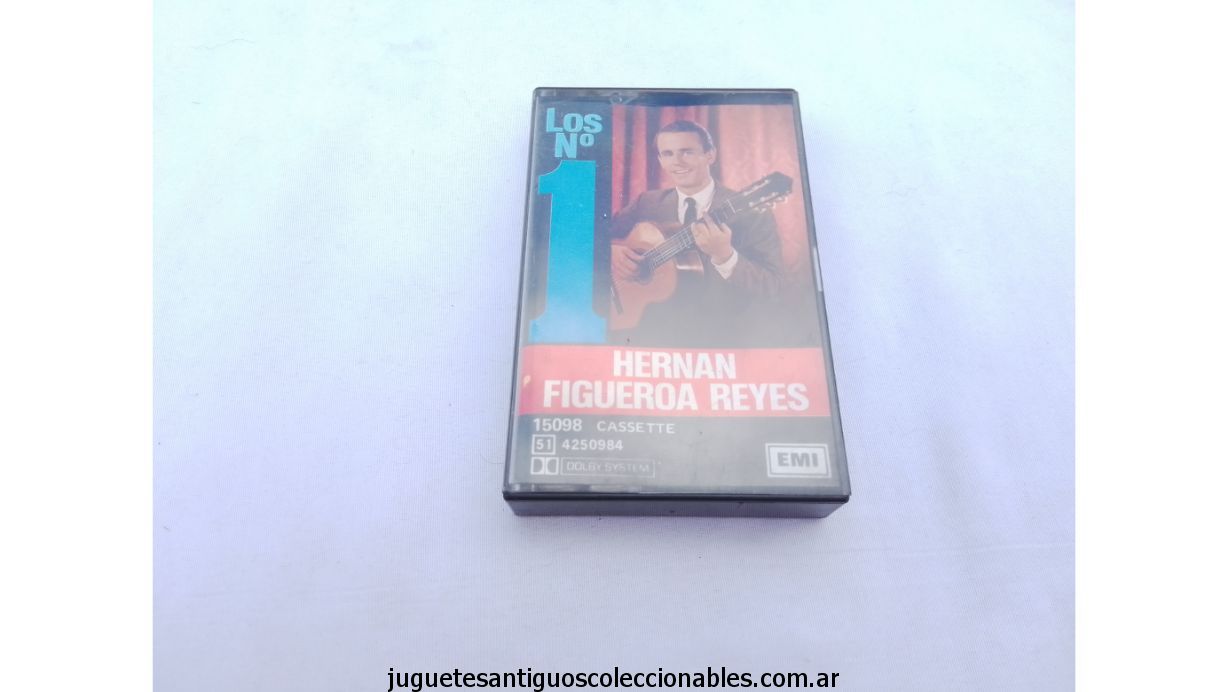 LOS
Nº
1
HERNAN
FIGUEROA REYES
15098 CASSETTE
51 4250984
DOLBY SYSTEM
EMI
juguetesantiguoscoleccionables.com.ar